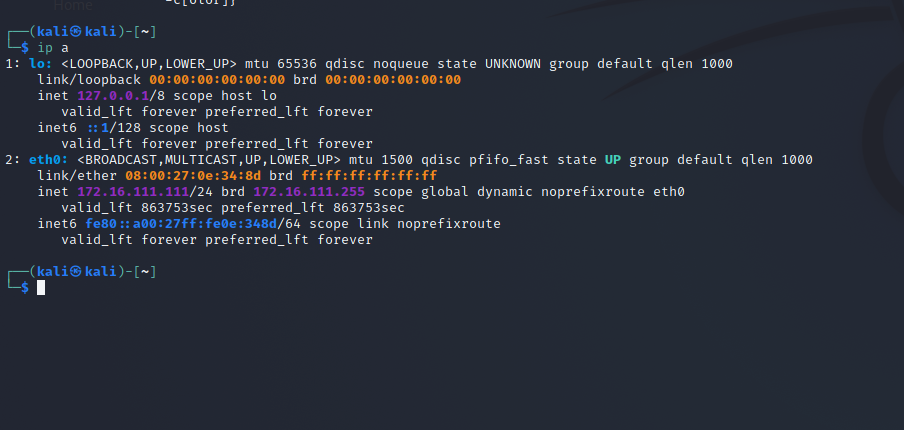 Home
-c[olor]}
┌──(kali㉿kali)-[~]
└─$ ip a
1: lo: <LOOPBACK,UP,LOWER_UP> mtu 65536 qdisc noqueue state UNKNOWN group default qlen 1000
    link/loopback 00:00:00:00:00:00 brd 00:00:00:00:00:00
    inet 127.0.0.1/8 scope host lo
       valid_lft forever preferred_lft forever
    inet6 ::1/128 scope host
       valid_lft forever preferred_lft forever
2: eth0: <BROADCAST,MULTICAST,UP,LOWER_UP> mtu 1500 qdisc pfifo_fast state UP group default qlen 1000
    link/ether 08:00:27:0e:34:8d brd ff:ff:ff:ff:ff:ff
    inet 172.16.111.111/24 brd 172.16.111.255 scope global dynamic noprefixroute eth0
       valid_lft 863753sec preferred_lft 863753sec
    inet6 fe80::a00:27ff:fe0e:348d/64 scope link noprefixroute
       valid_lft forever preferred_lft forever
┌──(kali㉿kali)-[~]
└─$